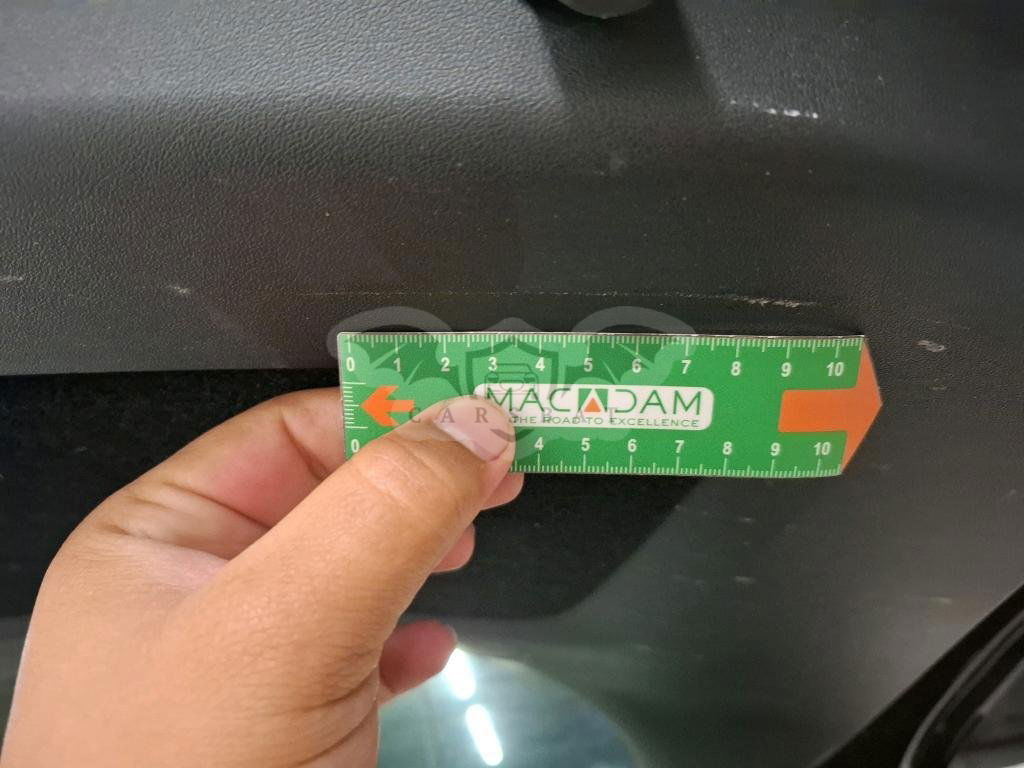 0 1 2 3 4 5 6 7 8 9 10
MACADAM
THE ROAD TO EXCELLENCE
CARCBAT
0 4 5 6 7 8 9 10